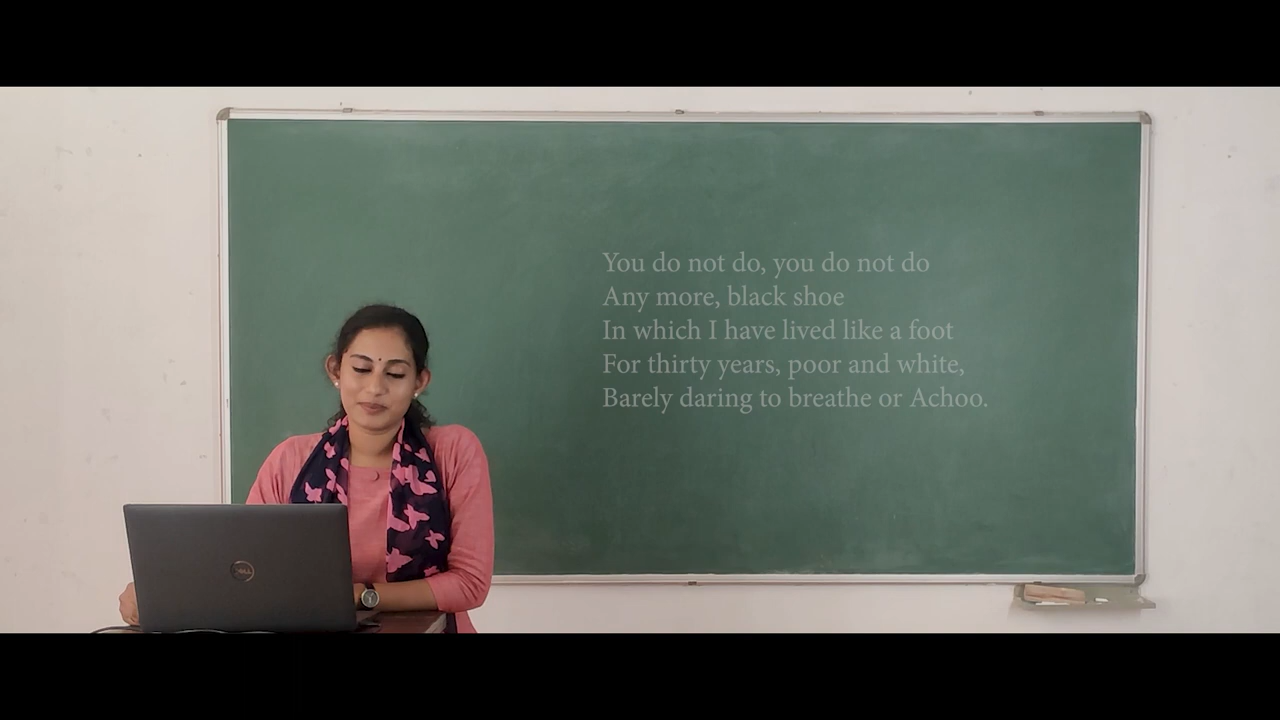 You do not do, you do not do
Any more, black shoe
In which I have lived like a foot
For thirty years, poor and white,
Barely daring to breathe or Achoo.
DELL